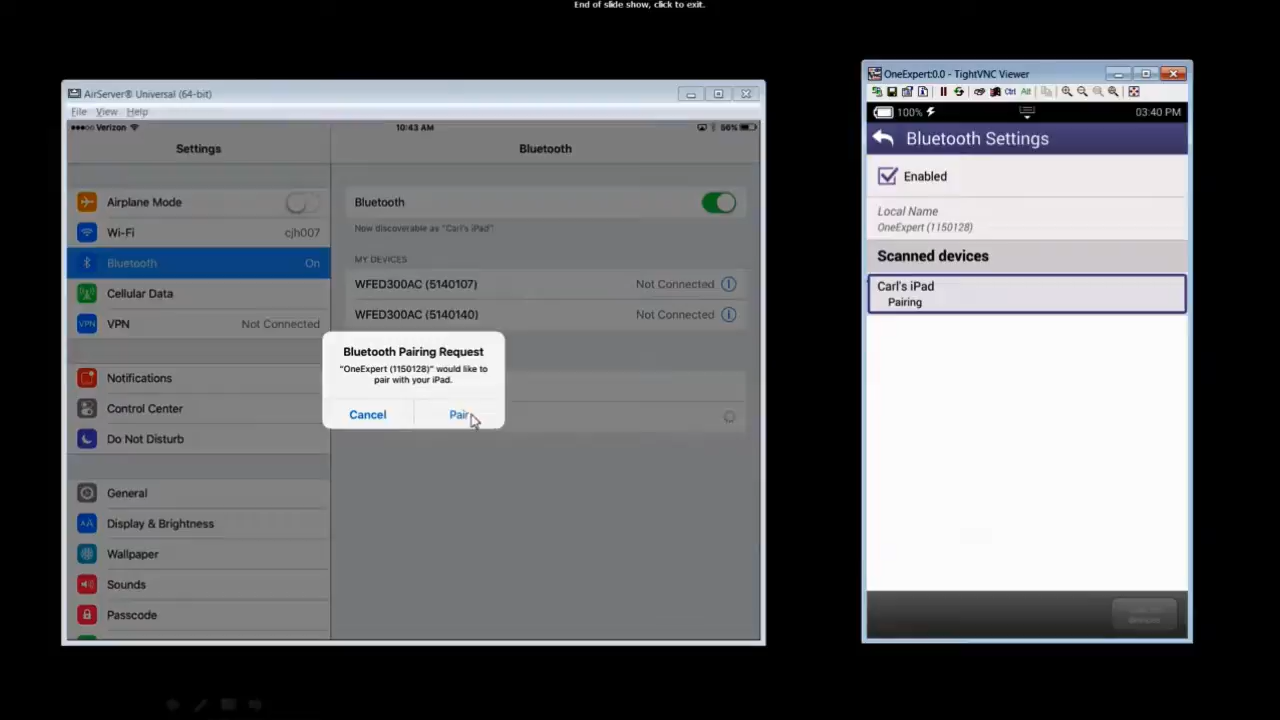 End of slide show, click to exit.
AirServer® Universal (64-bit)
File View Help
Verizon
10:43 AM
56%
Settings
Bluetooth
Airplane Mode
Wi-Fi
cjh007
Bluetooth
On
Cellular Data
VPN
VPN
Not Connected
Notifications
Control Center
Do Not Disturb
General
AA
Display & Brightness
Wallpaper
Sounds
Passcode
Bluetooth
Now discoverable as "Carl's iPad"
MY DEVICES
WFED300AC (5140107)
Not Connected
WFED300AC (5140140)
Not Connected
Bluetooth Pairing Request
"OneExpert (1150128)" would like to
pair with your iPad.
Cancel
Pair
OneExpert:0.0 - TightVNC Viewer
Ctrl Alt
100%
03:40 PM
Bluetooth Settings
Enabled
Local Name
OneExpert (1150128)
Scanned devices
Carl's iPad
Pairing